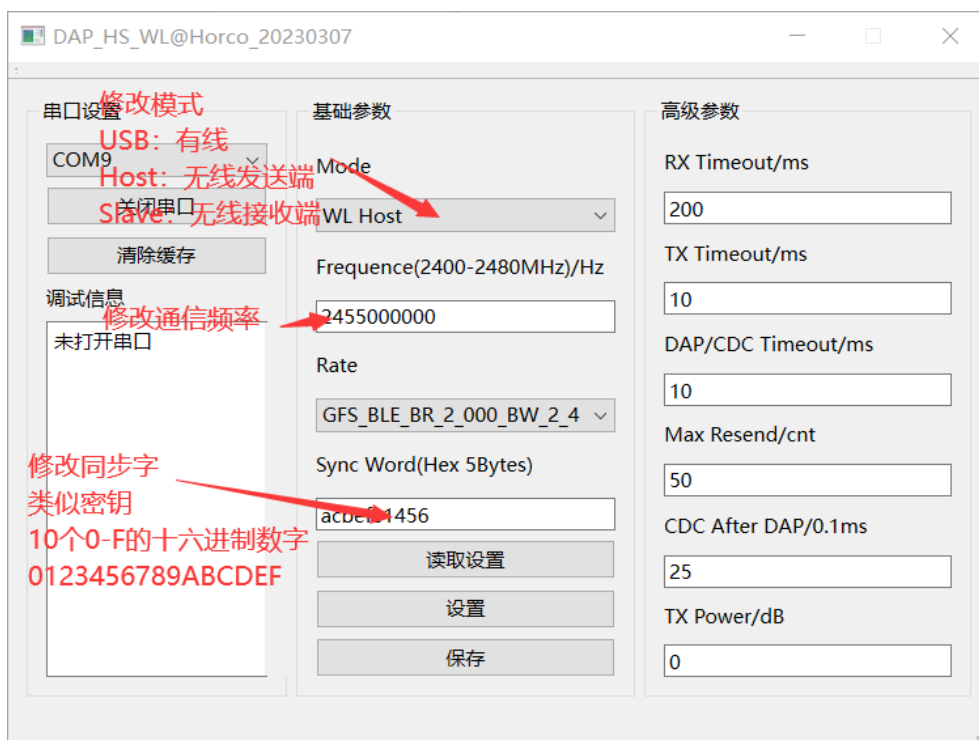 DAP_HS_WL@Horco_20230307
串口设置
COM9
关闭串口
清除缓存
调试信息
未打开串口
修改模式
USB：有线
Host：无线发送端
Slave：无线接收端
修改通信频率
修改同步字
类似密钥
10个0-F的十六进制数字
0123456789ABCDEF
基础参数
Mode
WL Host
Frequence(2400-2480MHz)/Hz
2455000000
Rate
GFS_BLE_BR_2_000_BW_2_4
Sync Word(Hex 5Bytes)
读取设置
设置
保存
高级参数
RX Timeout/ms
200
TX Timeout/ms
10
DAP/CDC Timeout/ms
10
Max Resend/cnt
50
CDC After DAP/0.1ms
25
TX Power/dB
0